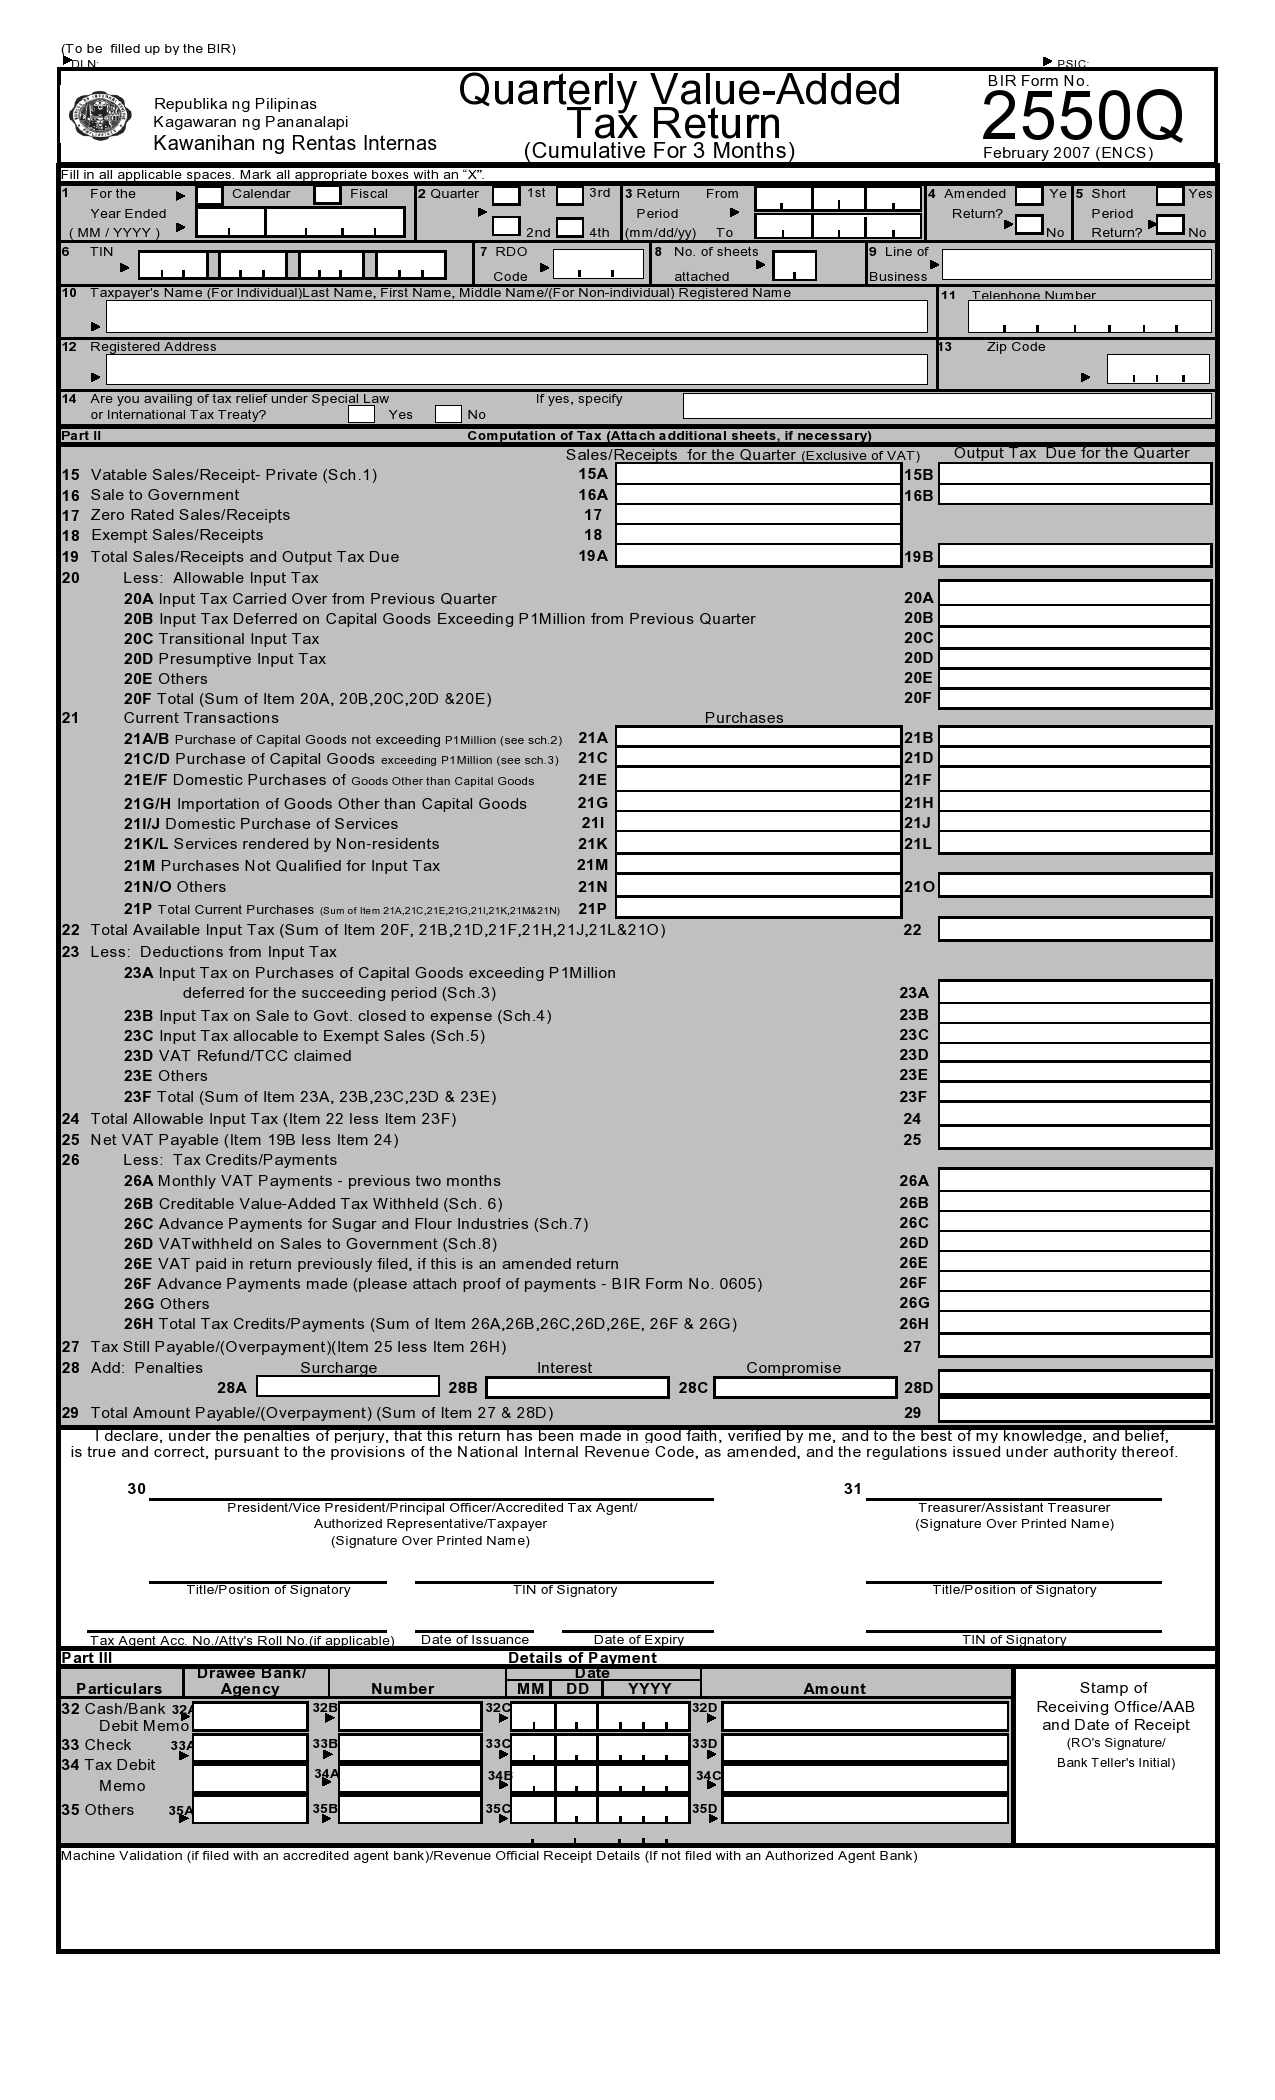 (To be filled up by the BIR)
DLN: PSIC:
Republika ng Pilipinas
Kagawaran ng Pananalapi
Kawanihan ng Rentas Internas
Quarterly Value-Added
Tax Return
(Cumulative For 3 Months)
BIR Form No.
2550Q
February 2007 (ENCS)
Fill in all applicable spaces. Mark all appropriate boxes with an “X”.
1 For the Calendar Fiscal
Year Ended
( MM / YYYY )
2 Quarter 1st 3rd
2nd 4th
3 Return From
Period
(mm/dd/yy) To
4 Amended Ye
Return? No
5 Short Yes
Period
Return? No
6 TIN
7 RDO
Code
8 No. of sheets
attached
9 Line of
Business
10 Taxpayer's Name (For Individual)Last Name, First Name, Middle Name/(For Non-individual) Registered Name
11 Telephone Number
12 Registered Address
13 Zip Code
14 Are you availing of tax relief under Special Law If yes, specify
or International Tax Treaty? Yes No
Part II Computation of Tax (Attach additional sheets, if necessary)
Sales/Receipts for the Quarter (Exclusive of VAT) Output Tax Due for the Quarter
15 Vatable Sales/Receipt- Private (Sch.1) 15A 15B
16 Sale to Government 16A 16B
17 Zero Rated Sales/Receipts 17
18 Exempt Sales/Receipts 18
19 Total Sales/Receipts and Output Tax Due 19A 19B
20 Less: Allowable Input Tax
20A Input Tax Carried Over from Previous Quarter 20A
20B Input Tax Deferred on Capital Goods Exceeding P1Million from Previous Quarter 20B
20C Transitional Input Tax 20C
20D Presumptive Input Tax 20D
20E Others 20E
20F Total (Sum of Item 20A, 20B,20C,20D &20E) 20F
21 Current Transactions Purchases
21A/B Purchase of Capital Goods not exceeding P1Million (see sch.2) 21A 21B
21C/D Purchase of Capital Goods exceeding P1Million (see sch.3) 21C 21D
21E/F Domestic Purchases of Goods Other than Capital Goods 21E 21F
21G/H Importation of Goods Other than Capital Goods 21G 21H
21I/J Domestic Purchase of Services 21I 21J
21K/L Services rendered by Non-residents 21K 21L
21M Purchases Not Qualified for Input Tax 21M
21N/O Others 21N 21O
21P Total Current Purchases (Sum of Item 21A,21C,21E,21G,21I,21K,21M&21N) 21P
22 Total Available Input Tax (Sum of Item 20F, 21B,21D,21F,21H,21J,21L&21O) 22
23 Less: Deductions from Input Tax
23A Input Tax on Purchases of Capital Goods exceeding P1Million
deferred for the succeeding period (Sch.3) 23A
23B Input Tax on Sale to Govt. closed to expense (Sch.4) 23B
23C Input Tax allocable to Exempt Sales (Sch.5) 23C
23D VAT Refund/TCC claimed 23D
23E Others 23E
23F Total (Sum of Item 23A, 23B,23C,23D & 23E) 23F
24 Total Allowable Input Tax (Item 22 less Item 23F) 24
25 Net VAT Payable (Item 19B less Item 24) 25
26 Less: Tax Credits/Payments
26A Monthly VAT Payments - previous two months 26A
26B Creditable Value-Added Tax Withheld (Sch. 6) 26B
26C Advance Payments for Sugar and Flour Industries (Sch.7) 26C
26D VATwithheld on Sales to Government (Sch.8) 26D
26E VAT paid in return previously filed, if this is an amended return 26E
26F Advance Payments made (please attach proof of payments - BIR Form No. 0605) 26F
26G Others 26G
26H Total Tax Credits/Payments (Sum of Item 26A,26B,26C,26D,26E, 26F & 26G) 26H
27 Tax Still Payable/(Overpayment)(Item 25 less Item 26H) 27
28 Add: Penalties Surcharge Interest Compromise
28A 28B 28C 28D
29 Total Amount Payable/(Overpayment) (Sum of Item 27 & 28D) 29
I declare, under the penalties of perjury, that this return has been made in good faith, verified by me, and to the best of my knowledge, and belief,
is true and correct, pursuant to the provisions of the National Internal Revenue Code, as amended, and the regulations issued under authority thereof.
30 31
President/Vice President/Principal Officer/Accredited Tax Agent/ Treasurer/Assistant Treasurer
Authorized Representative/Taxpayer (Signature Over Printed Name)
(Signature Over Printed Name)
Title/Position of Signatory TIN of Signatory Title/Position of Signatory
Tax Agent Acc. No./Atty's Roll No.(if applicable) Date of Issuance Date of Expiry TIN of Signatory
Part III Details of Payment
Drawee Bank/ Date
Particulars Agency Number MM DD YYYY Amount
32 Cash/Bank 32A 32B 32C 32D
Debit Memo
33 Check 33A 33B 33C 33D
34 Tax Debit 34A 34B 34C
Memo
35 Others 35A 35B 35C 35D
Stamp of
Receiving Office/AAB
and Date of Receipt
(RO's Signature/
Bank Teller's Initial)
Machine Validation (if filed with an accredited agent bank)/Revenue Official Receipt Details (If not filed with an Authorized Agent Bank)